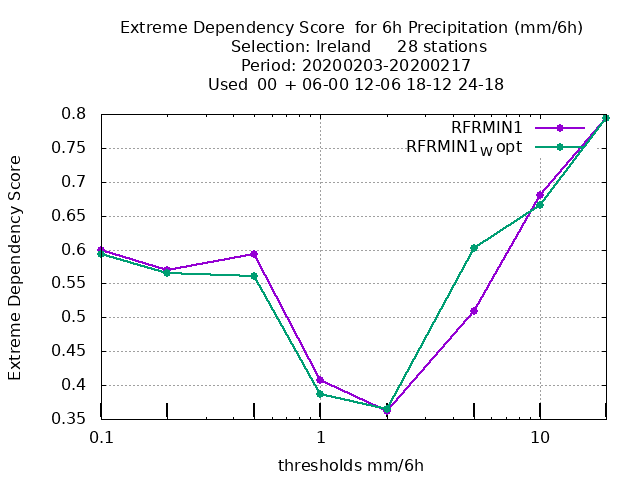 Extreme Dependency Score for 6h Precipitation (mm/6h)
Selection: Ireland 28 stations
Period: 20200203-20200217
Used 00 + 06-00 12-06 18-12 24-18
RFRMIN1
RFRMIN1W opt
Extreme Dependency Score
0.8
0.75
0.7
0.65
0.6
0.55
0.5
0.45
0.4
0.35
0.1 1 10
thresholds mm/6h